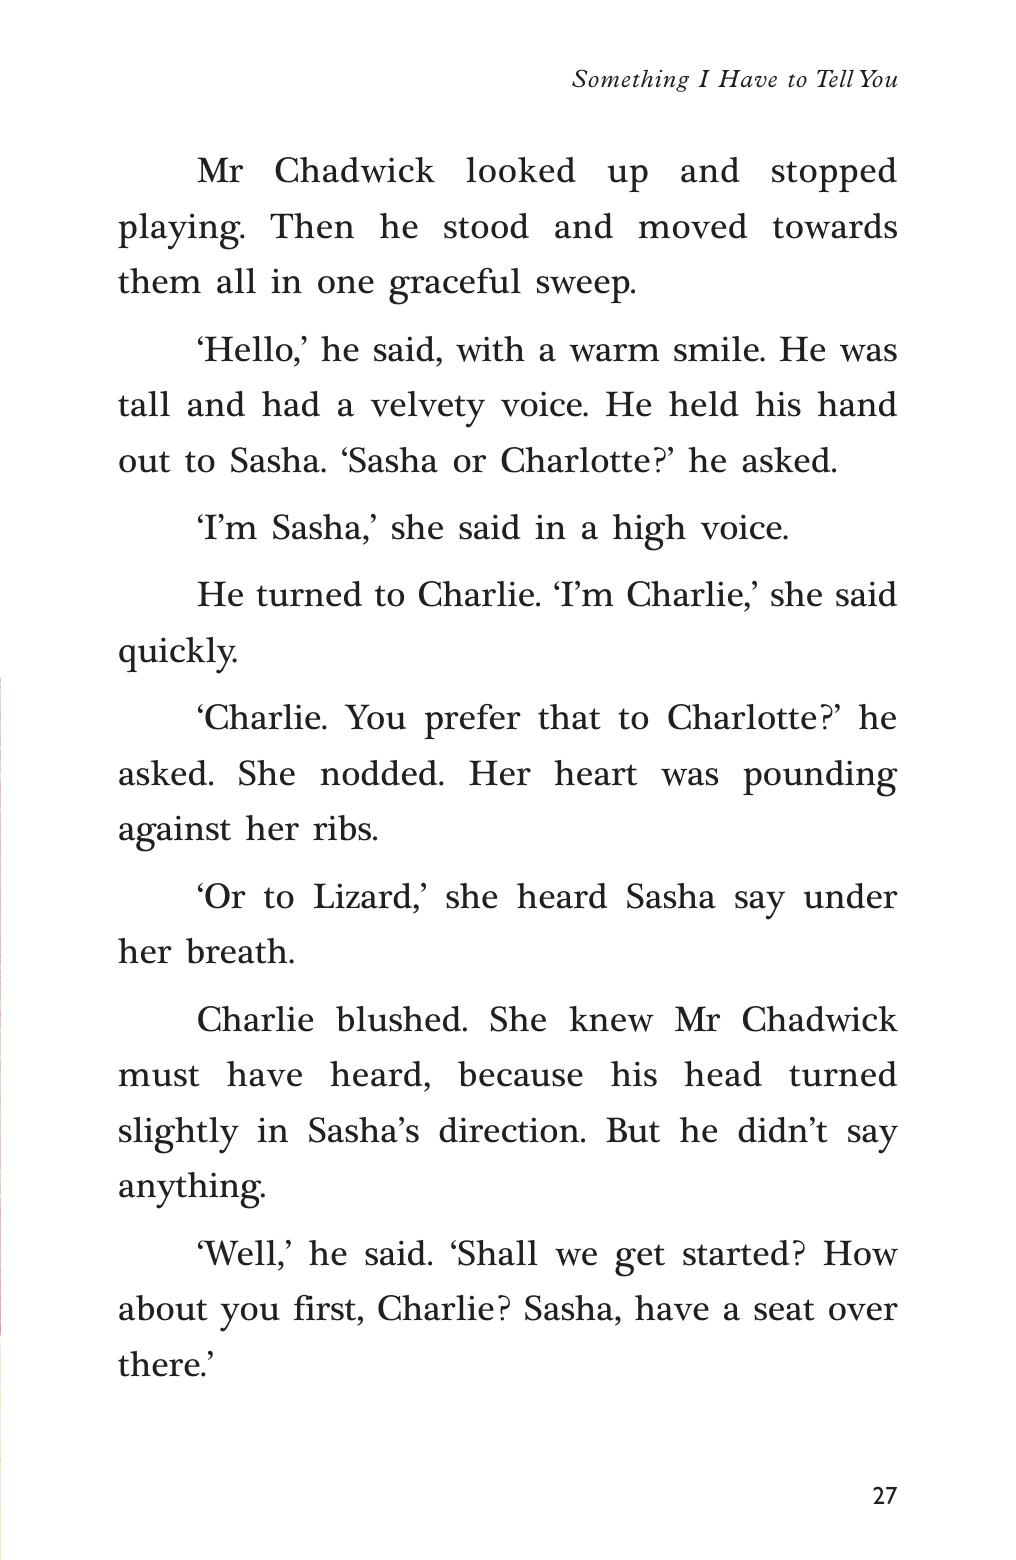 Something I Have to Tell You
Mr Chadwick looked up and stopped
playing. Then he stood and moved towards
them all in one graceful sweep.
‘Hello,’ he said, with a warm smile. He was
tall and had a velvety voice. He held his hand
out to Sasha. ‘Sasha or Charlotte?’ he asked.
‘I’m Sasha,’ she said in a high voice.
He turned to Charlie. ‘I’m Charlie,’ she said
quickly.
‘Charlie. You prefer that to Charlotte?’ he
asked. She nodded. Her heart was pounding
against her ribs.
‘Or to Lizard,’ she heard Sasha say under
her breath.
Charlie blushed. She knew Mr Chadwick
must have heard, because his head turned
slightly in Sasha’s direction. But he didn’t say
anything.
‘Well,’ he said. ‘Shall we get started? How
about you first, Charlie? Sasha, have a seat over
there.’
27